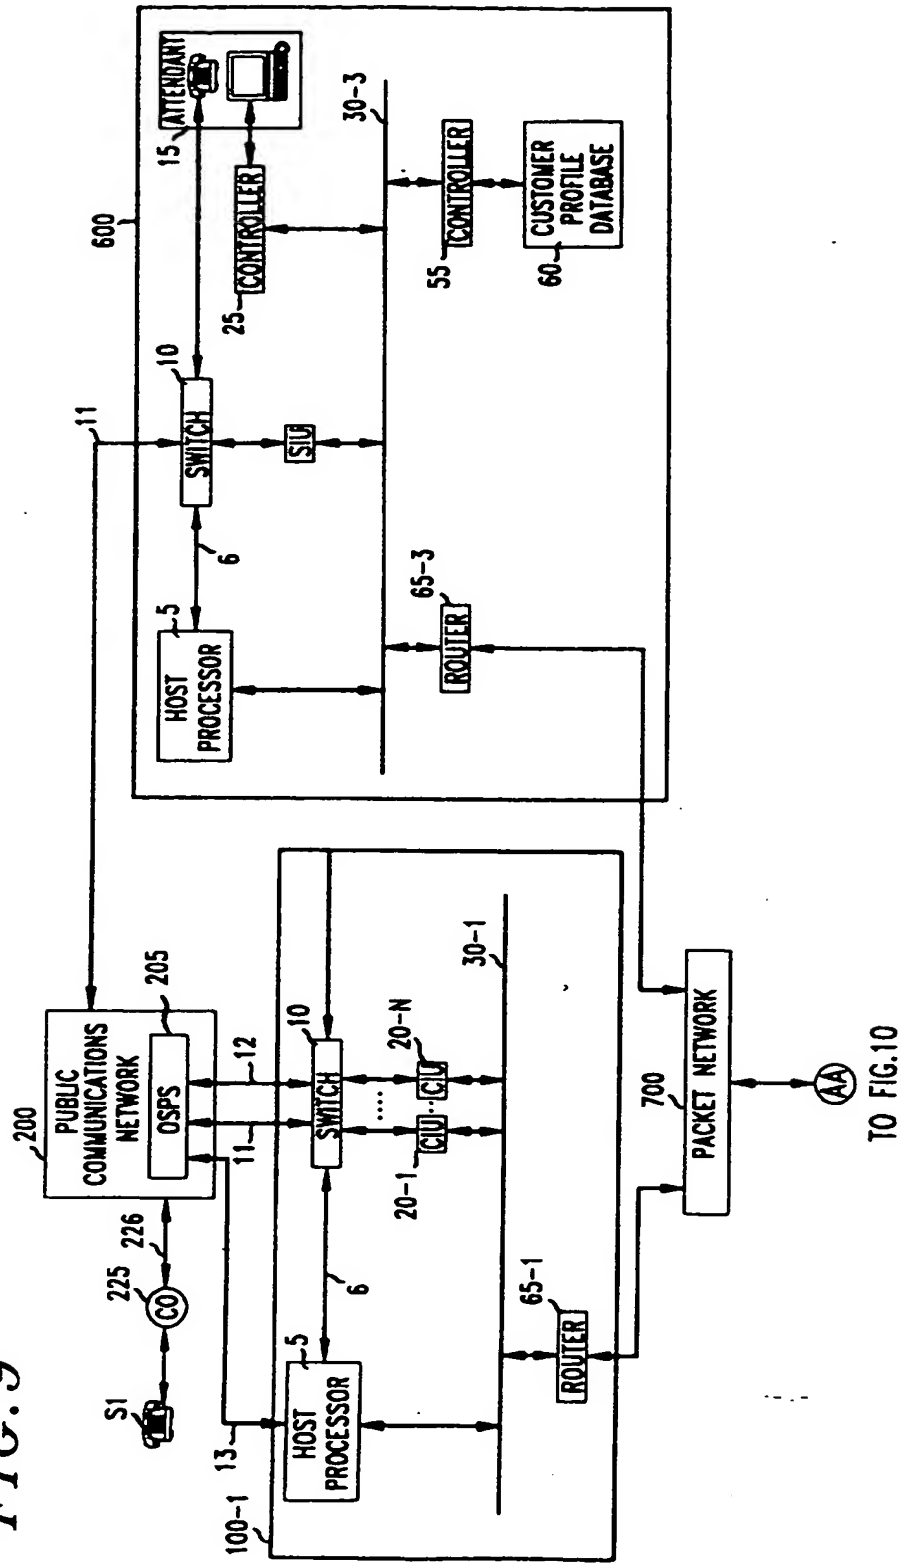 FIG. 9
S1
CO
225
226
200
PUBLIC
COMMUNICATIONS
NETWORK
OSPS
205
11
12
13
11
100-1
HOST
PROCESSOR
5
6
SWITCH
10
20-1
CIU
...
CIU
20-N
.....
30-1
ROUTER
65-1
600
HOST
PROCESSOR
5
6
SWITCH
10
SIU
15
ATTENDANT
25
CONTROLLER
30-3
55
CONTROLLER
60
CUSTOMER
PROFILE
DATABASE
ROUTER
65-3
700
PACKET NETWORK
AA
TO FIG.10